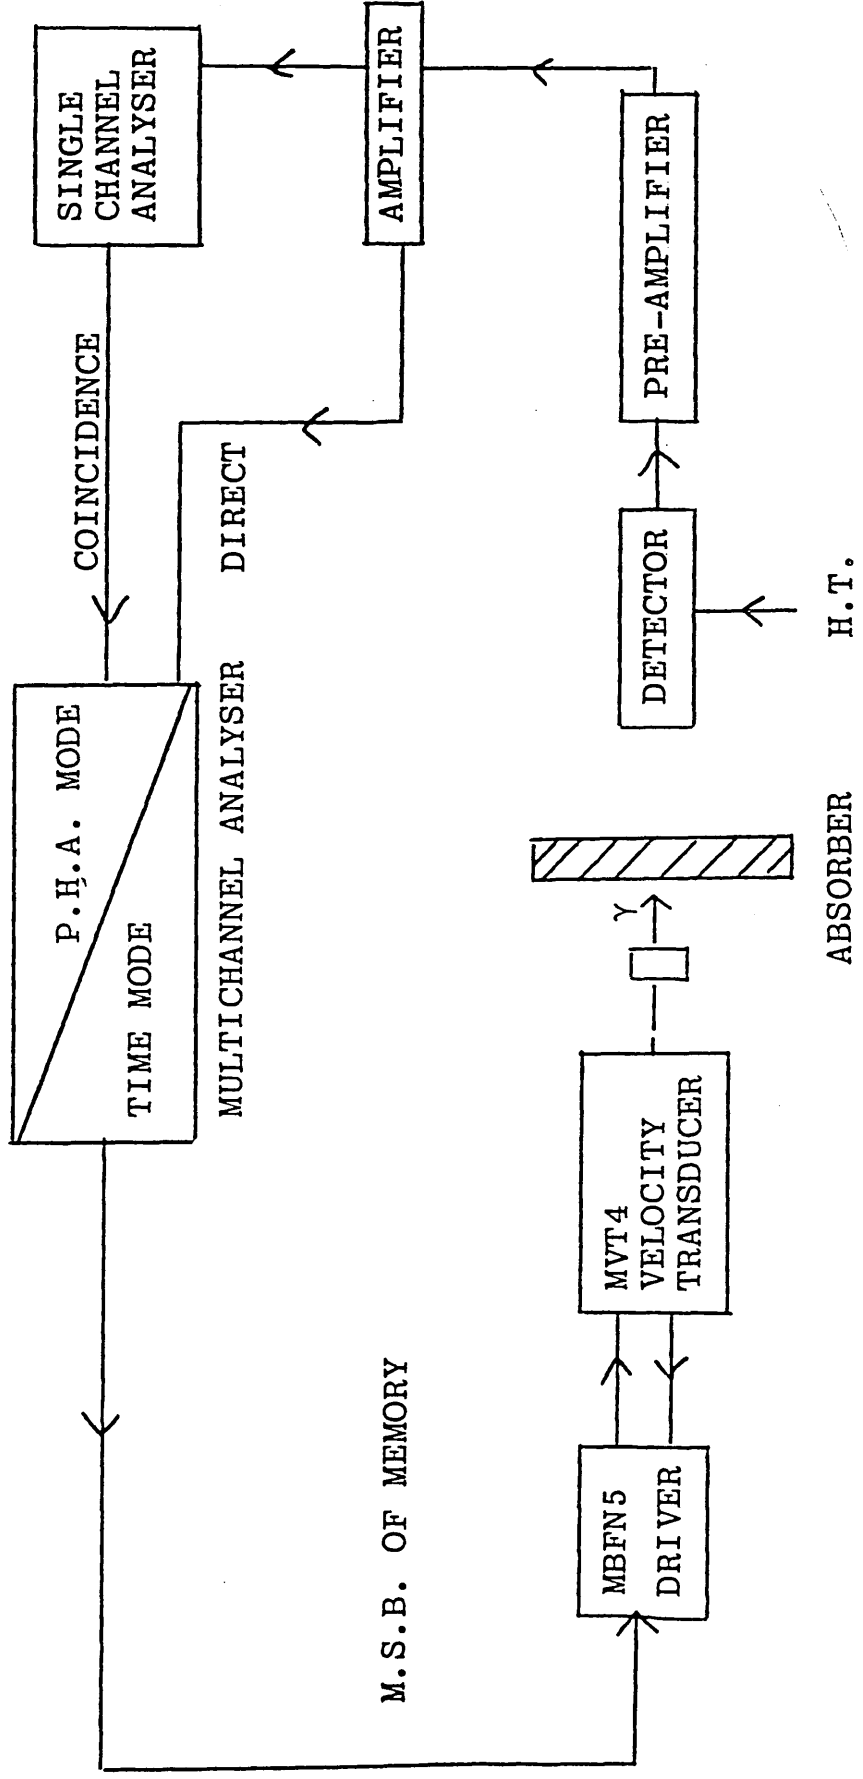 P.H.A. MODE
TIME MODE
MULTICHANNEL ANALYSER
COINCIDENCE
DIRECT
SINGLE
CHANNEL
ANALYSER
AMPLIFIER
M.S.B. OF MEMORY
MBFN5
DRIVER
MVT4
VELOCITY
TRANSDUCER
γ
ABSORBER
DETECTOR
H.T.
PRE-AMPLIFIER